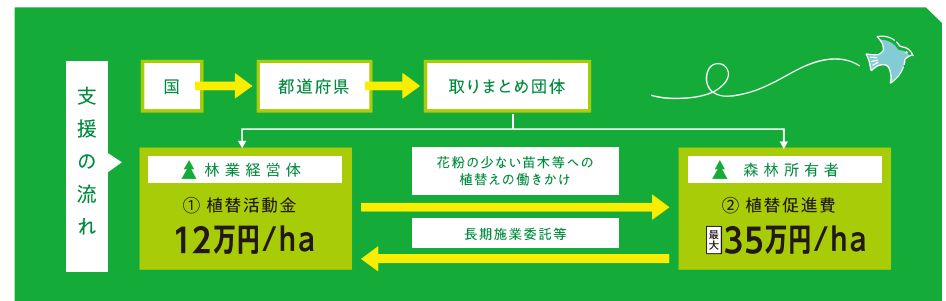 支援の流れ
国
都道府県
取りまとめ団体
林業経営体
① 植替活動金
12万円/ha
花粉の少ない苗木等への
植替えの働きかけ
長期施業委託等
森林所有者
② 植替促進費
最大35万円/ha